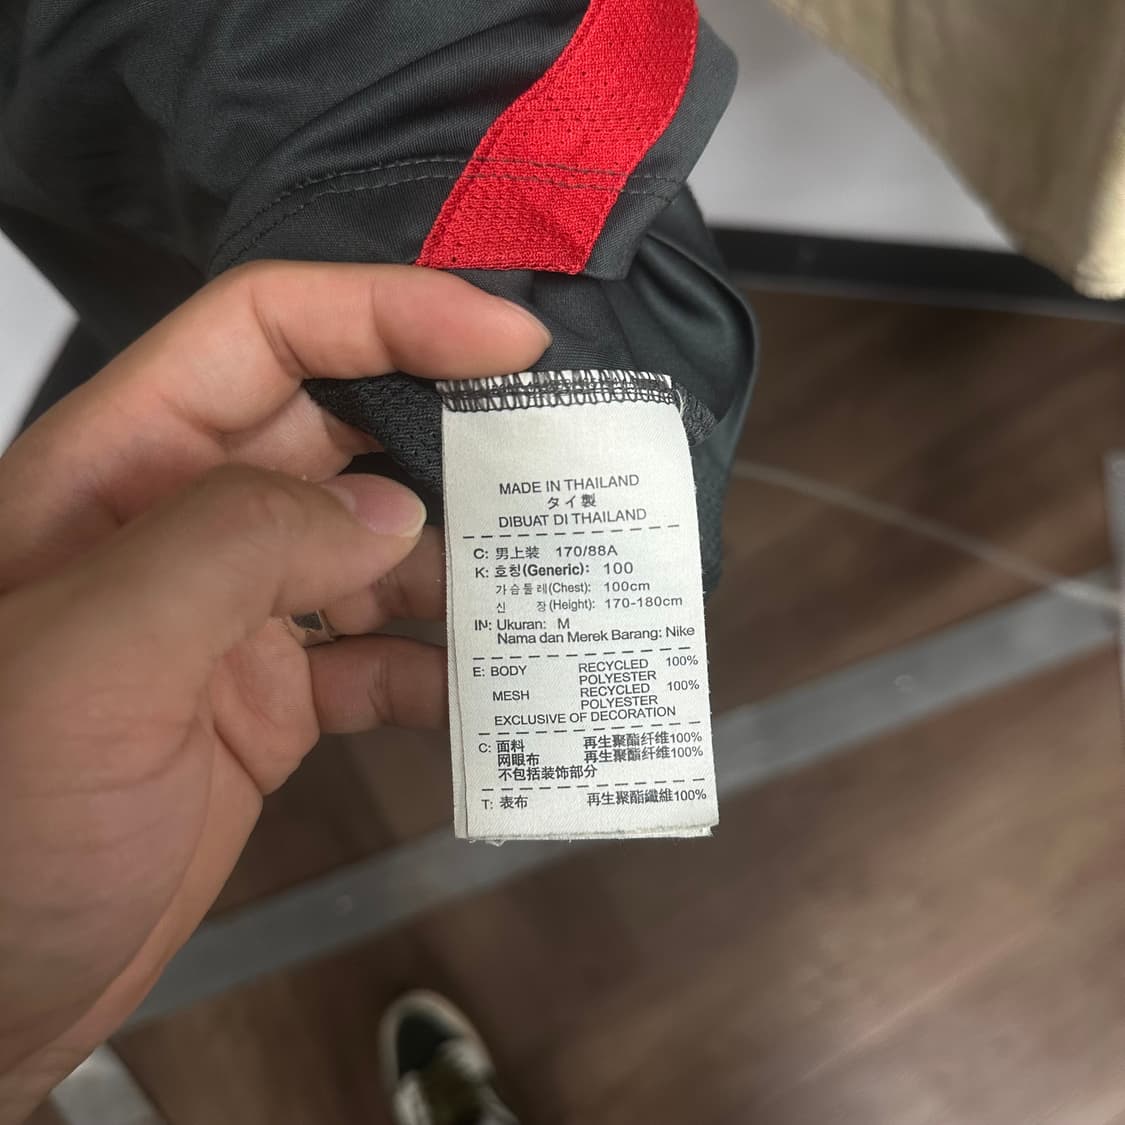 MADE IN THAILAND
タイ製
DIBUAT DI THAILAND
C: 男上装 170/88A
K: 호칭(Generic): 100
가슴둘레(Chest): 100cm
신 장(Height): 170-180cm
IN: Ukuran: M
Nama dan Merek Barang: Nike
E: BODY RECYCLED 100%
POLYESTER
MESH RECYCLED 100%
POLYESTER
EXCLUSIVE OF DECORATION
C: 面料 再生聚酯纤维100%
网眼布 再生聚酯纤维100%
不包括装饰部分
T: 表布 再生聚酯纖維100%